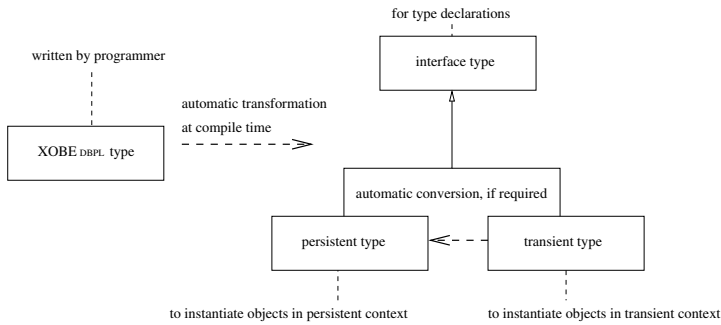 for type declarations
written by programmer
interface type
automatic transformation
at compile time
XOBE DBPL type
automatic conversion, if required
persistent type
transient type
to instantiate objects in persistent context
to instantiate objects in transient context